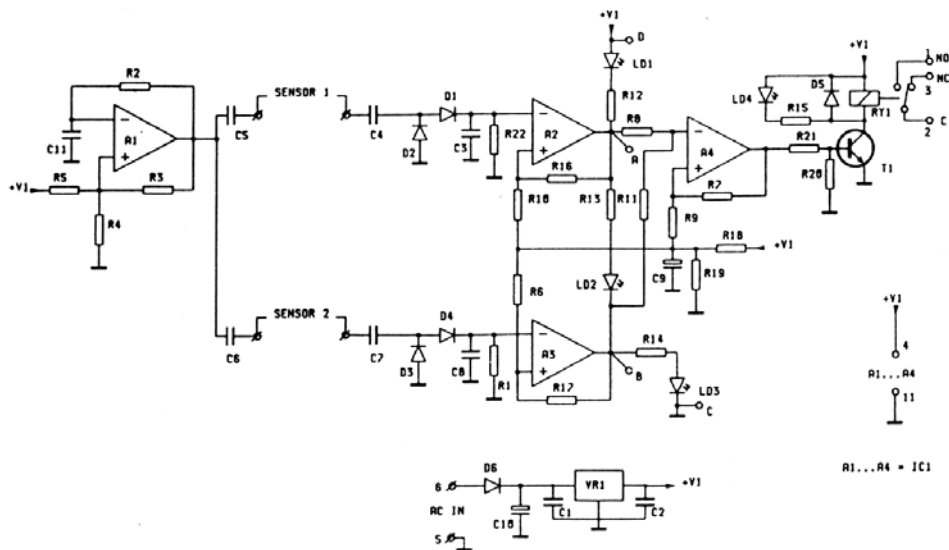 +V1
D
LD1
R2
SENSOR 1
C5
C4
D1
D2
C3
R22
R12
R8
A2
A
R16
R10
R13
R11
C11
A1
+V1
R5
R3
R4
A4
R7
R9
R18
+V1
C9
R19
+V1
LD4
D5
R15
RY1
1
NO
NC
3
C
2
R21
R20
T1
R6
LD2
SENSOR 2
C6
C7
D4
D3
C8
R1
A3
R17
R14
B
LD3
C
+V1
4
A1...A4
11
A1...A4 = IC1
6
D6
AC IN
C10
C1
VR1
C2
+V1
5